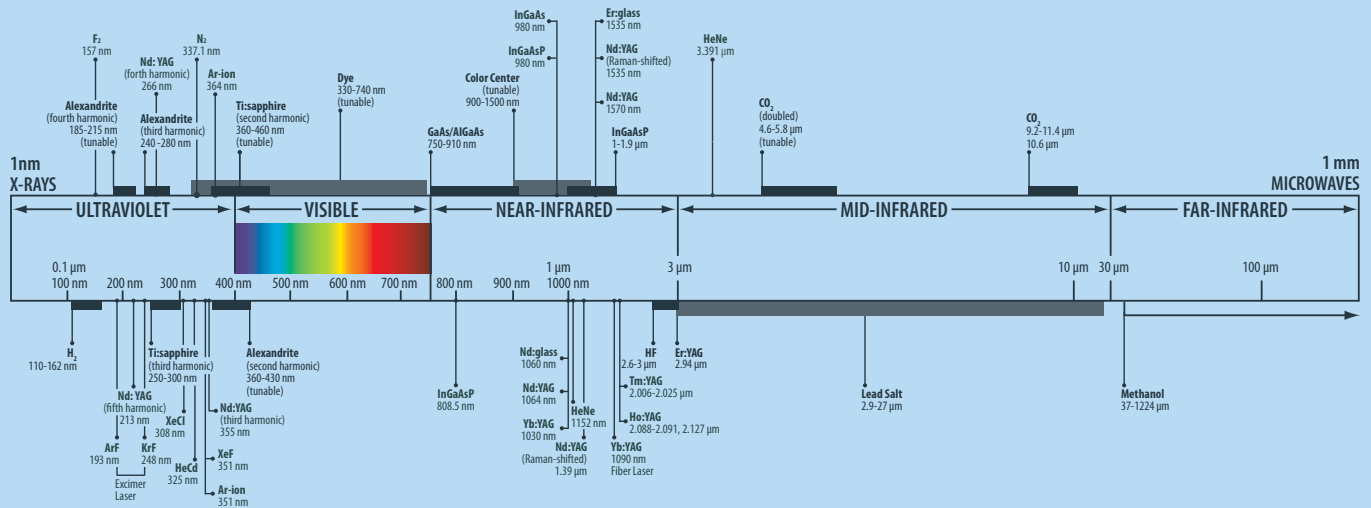 F₂
157 nm
Nd: YAG
(forth harmonic)
266 nm
N₂
337.1 nm
Ar-ion
364 nm
Alexandrite
(fourth harmonic)
185-215 nm
(tunable)
Alexandrite
(third harmonic)
240 -280 nm
Ti:sapphire
(second harmonic)
360-460 nm
(tunable)
Dye
330-740 nm
(tunable)
GaAs/AlGaAs
750-910 nm
Color Center
(tunable)
900-1500 nm
InGaAs
980 nm
InGaAsP
980 nm
Er:glass
1535 nm
Nd:YAG
(Raman-shifted)
1535 nm
Nd:YAG
1570 nm
InGaAsP
1-1.9 µm
HeNe
3.391 µm
CO₂
(doubled)
4.6-5.8 µm
(tunable)
CO₂
9.2-11.4 µm
10.6 µm
1nm
X-RAYS
1 mm
MICROWAVES
ULTRAVIOLET
VISIBLE
NEAR-INFRARED
MID-INFRARED
FAR-INFRARED
0.1 µm
100 nm
200 nm
300 nm
400 nm
500 nm
600 nm
700 nm
800 nm
900 nm
1 µm
1000 nm
3 µm
10 µm
30 µm
100 µm
H₂
110-162 nm
Ti:sapphire
(third harmonic)
250-300 nm
Alexandrite
(second harmonic)
360-430 nm
(tunable)
Nd: YAG
(fifth harmonic)
213 nm
XeCl
308 nm
Nd:YAG
(third harmonic)
355 nm
ArF
193 nm
KrF
248 nm
Excimer
Laser
HeCd
325 nm
XeF
351 nm
Ar-ion
351 nm
InGaAsP
808.5 nm
Nd:glass
1060 nm
Nd:YAG
1064 nm
Yb:YAG
1030 nm
HeNe
1152 nm
Nd:YAG
(Raman-shifted)
1.39 µm
Yb:YAG
1090 nm
Fiber Laser
HF
2.6-3 µm
Er:YAG
2.94 µm
Tm:YAG
2.006-2.025 µm
Ho:YAG
2.088-2.091, 2.127 µm
Lead Salt
2.9-27 µm
Methanol
37-1224 µm